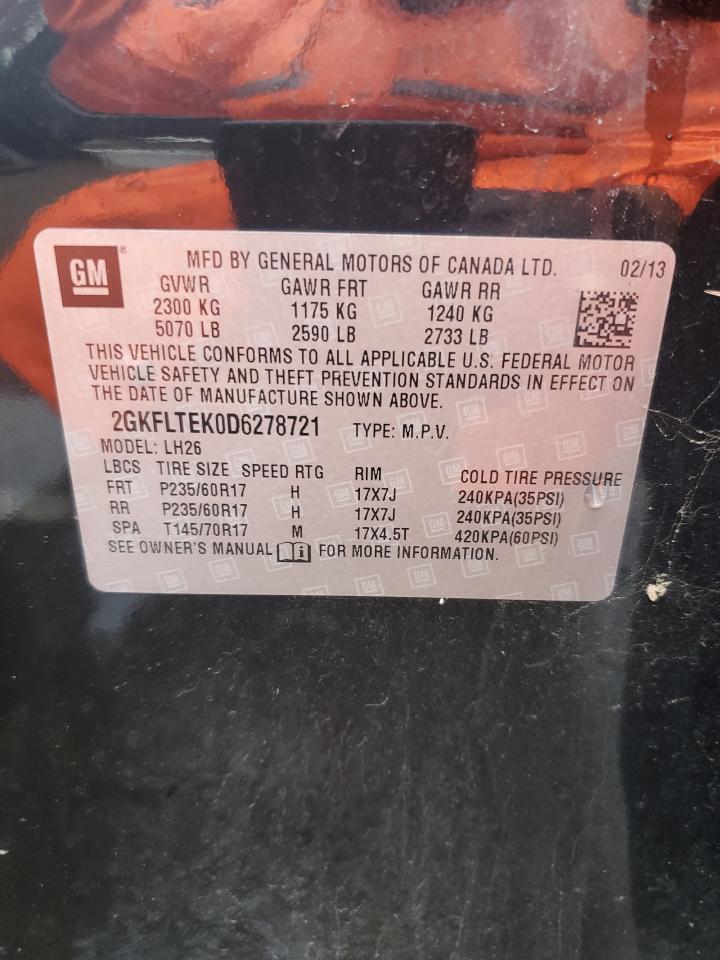 GM ® MFD BY GENERAL MOTORS OF CANADA LTD. 02/13
GVWR GAWR FRT GAWR RR
2300 KG 1175 KG 1240 KG
5070 LB 2590 LB 2733 LB
THIS VEHICLE CONFORMS TO ALL APPLICABLE U.S. FEDERAL MOTOR
VEHICLE SAFETY AND THEFT PREVENTION STANDARDS IN EFFECT ON
THE DATE OF MANUFACTURE SHOWN ABOVE.
2GKFLTEK0D6278721 TYPE: M.P.V.
MODEL: LH26
LBCS TIRE SIZE SPEED RTG RIM COLD TIRE PRESSURE
FRT P235/60R17 H 17X7J 240KPA(35PSI)
RR P235/60R17 H 17X7J 240KPA(35PSI)
SPA T145/70R17 M 17X4.5T 420KPA(60PSI)
SEE OWNER'S MANUAL i FOR MORE INFORMATION.